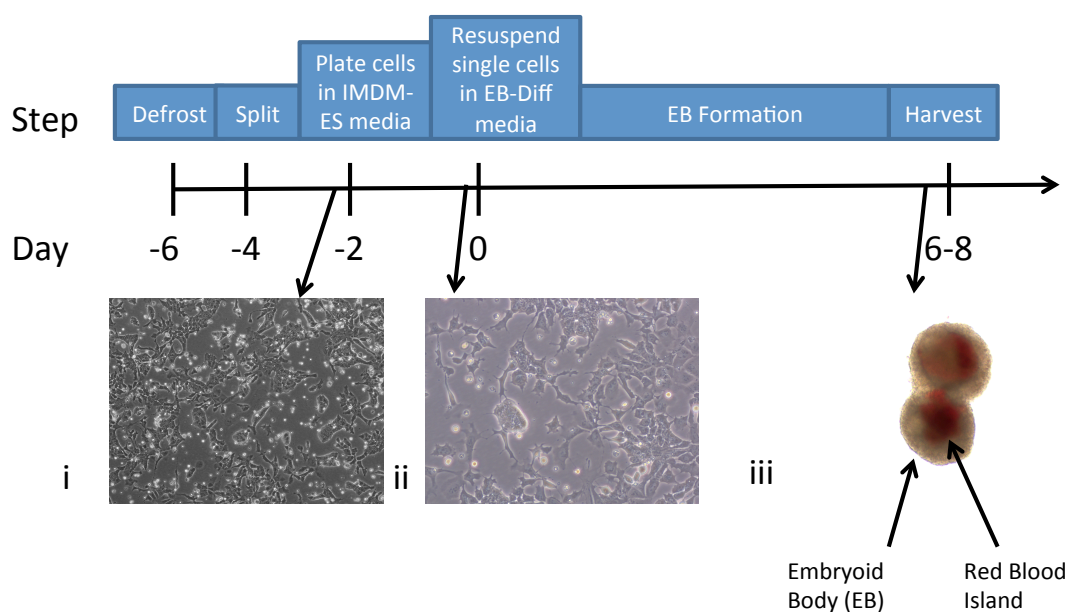 Step
Defrost
Split
Plate cells
in IMDM-
ES media
Resuspend
single cells
in EB-Diff
media
EB Formation
Harvest
Day
-6
-4
-2
0
6-8
i
ii
iii
Embryoid
Body (EB)
Red Blood
Island